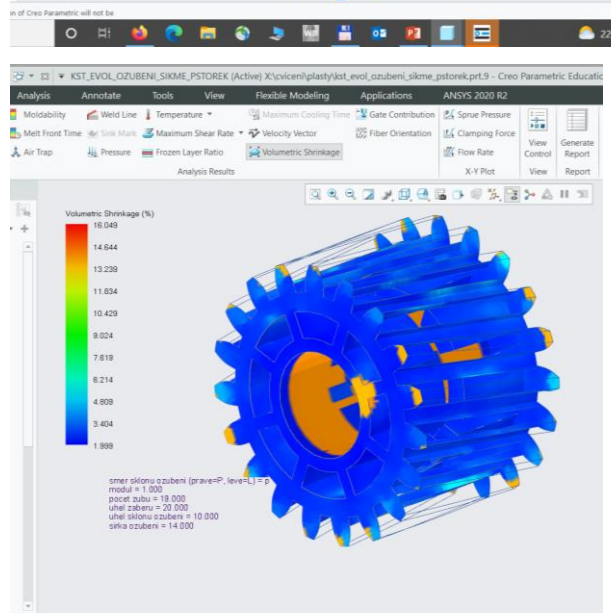 n of Creo Parametric will not be
22
KST_EVOL_OZUBENI_SIKME_PSTOREK (Active) X:\cviceni\plasty\kst_evol_ozubeni_sikme_pstorek.prt.9 - Creo Parametric Educatio
Analysis Annotate Tools View Flexible Modeling Applications ANSYS 2020 R2
Moldability Weld Line Temperature Maximum Cooling Time Gate Contribution Sprue Pressure
Melt Front Time Sink Mark Maximum Shear Rate Velocity Vector Fiber Orientation Clamping Force
Air Trap Pressure Frozen Layer Ratio Volumetric Shrinkage Flow Rate
View Control
Generate Report
Analysis Results X-Y Plot View Report
Volumetric Shrinkage (%)
16.049
14.644
13.239
11.834
10.429
9.024
7.619
6.214
4.809
3.404
1.999
smer sklonu ozubeni (prave=P, leve=L) = p
modul = 1.000
pocet zubu = 19.000
uhel zaberu = 20.000
uhel sklonu ozubeni = 10.000
sirka ozubeni = 14.000